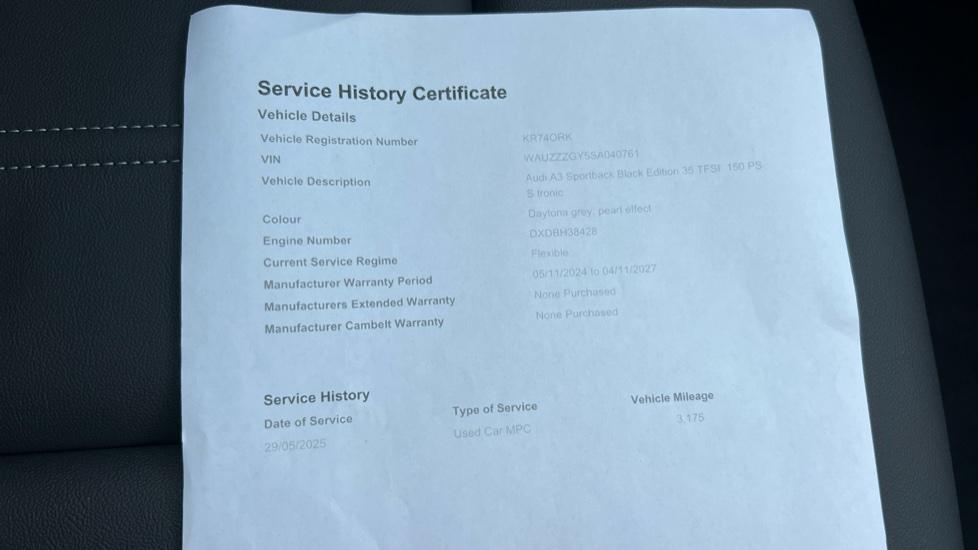 Service History Certificate
Vehicle Details
Vehicle Registration Number KR74ORK
VIN WAUZZZGY5SA040761
Vehicle Description Audi A3 Sportback Black Edition 35 TFSI 150 PS
S tronic
Colour Daytona grey, pearl effect
Engine Number DXDBH38428
Current Service Regime Flexible
Manufacturer Warranty Period 05/11/2024 to 04/11/2027
Manufacturers Extended Warranty None Purchased
Manufacturer Cambelt Warranty None Purchased
Service History
Date of Service Type of Service Vehicle Mileage
29/05/2025 Used Car MPC 3,175